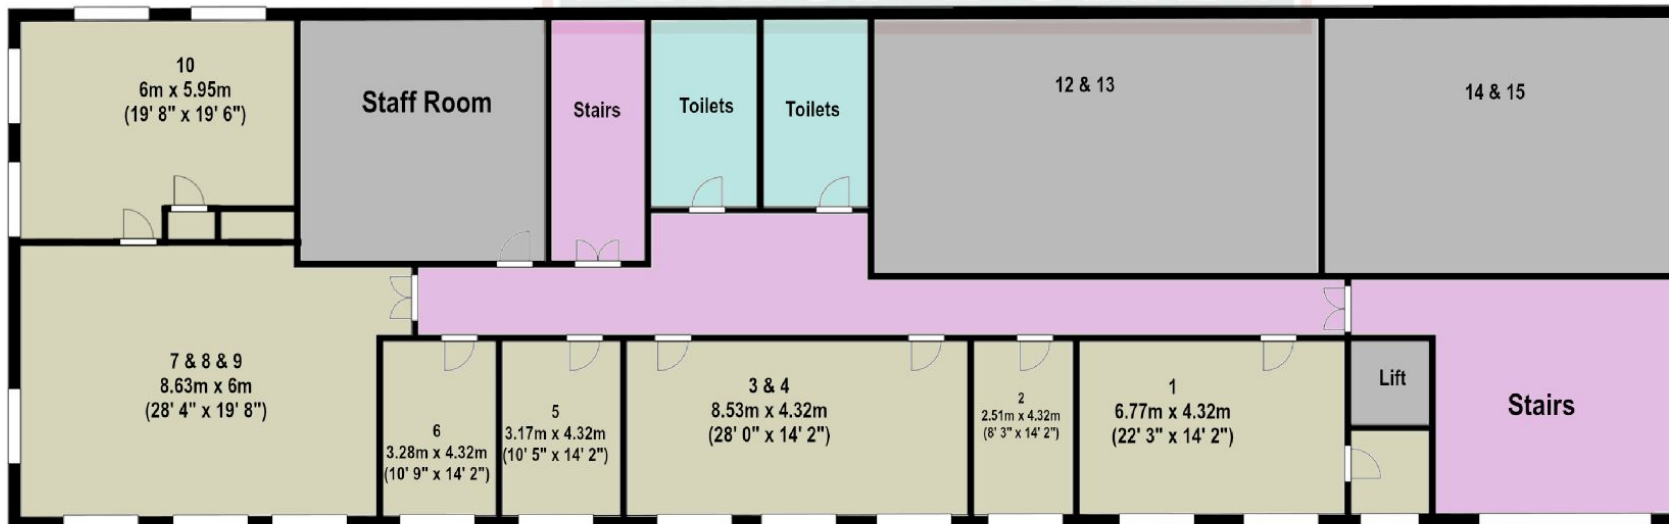 10
6m x 5.95m
(19' 8" x 19' 6")
Staff Room
Stairs
Toilets
Toilets
12 & 13
14 & 15
7 & 8 & 9
8.63m x 6m
(28' 4" x 19' 8")
6
3.28m x 4.32m
(10' 9" x 14' 2")
5
3.17m x 4.32m
(10' 5" x 14' 2")
3 & 4
8.53m x 4.32m
(28' 0" x 14' 2")
2
2.51m x 4.32m
(8' 3" x 14' 2")
1
6.77m x 4.32m
(22' 3" x 14' 2")
Lift
Stairs